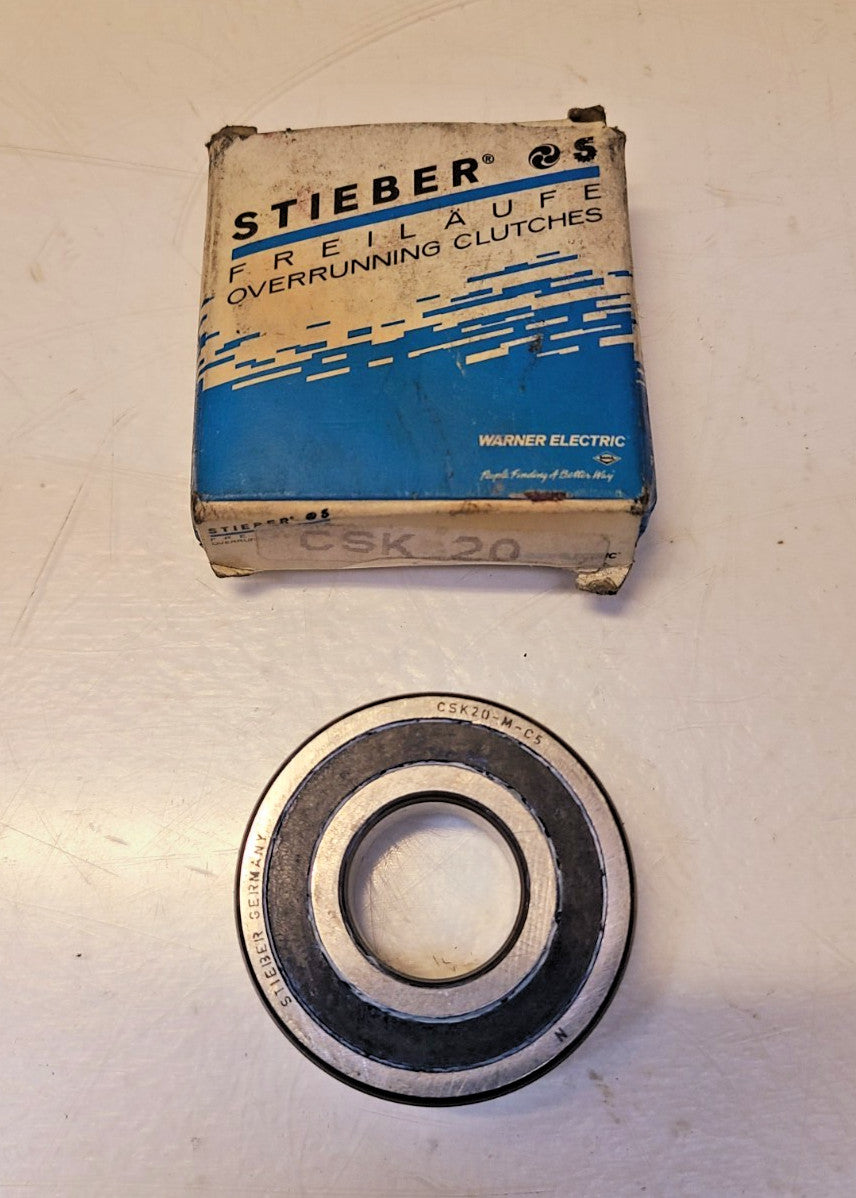 STIEBER® S
FREILÄUFE
OVERRUNNING CLUTCHES
WARNER ELECTRIC
People Finding A Better Way
STIEBER® S
CSK 20
CSK20-M-C5
STIEBER GERMANY
N